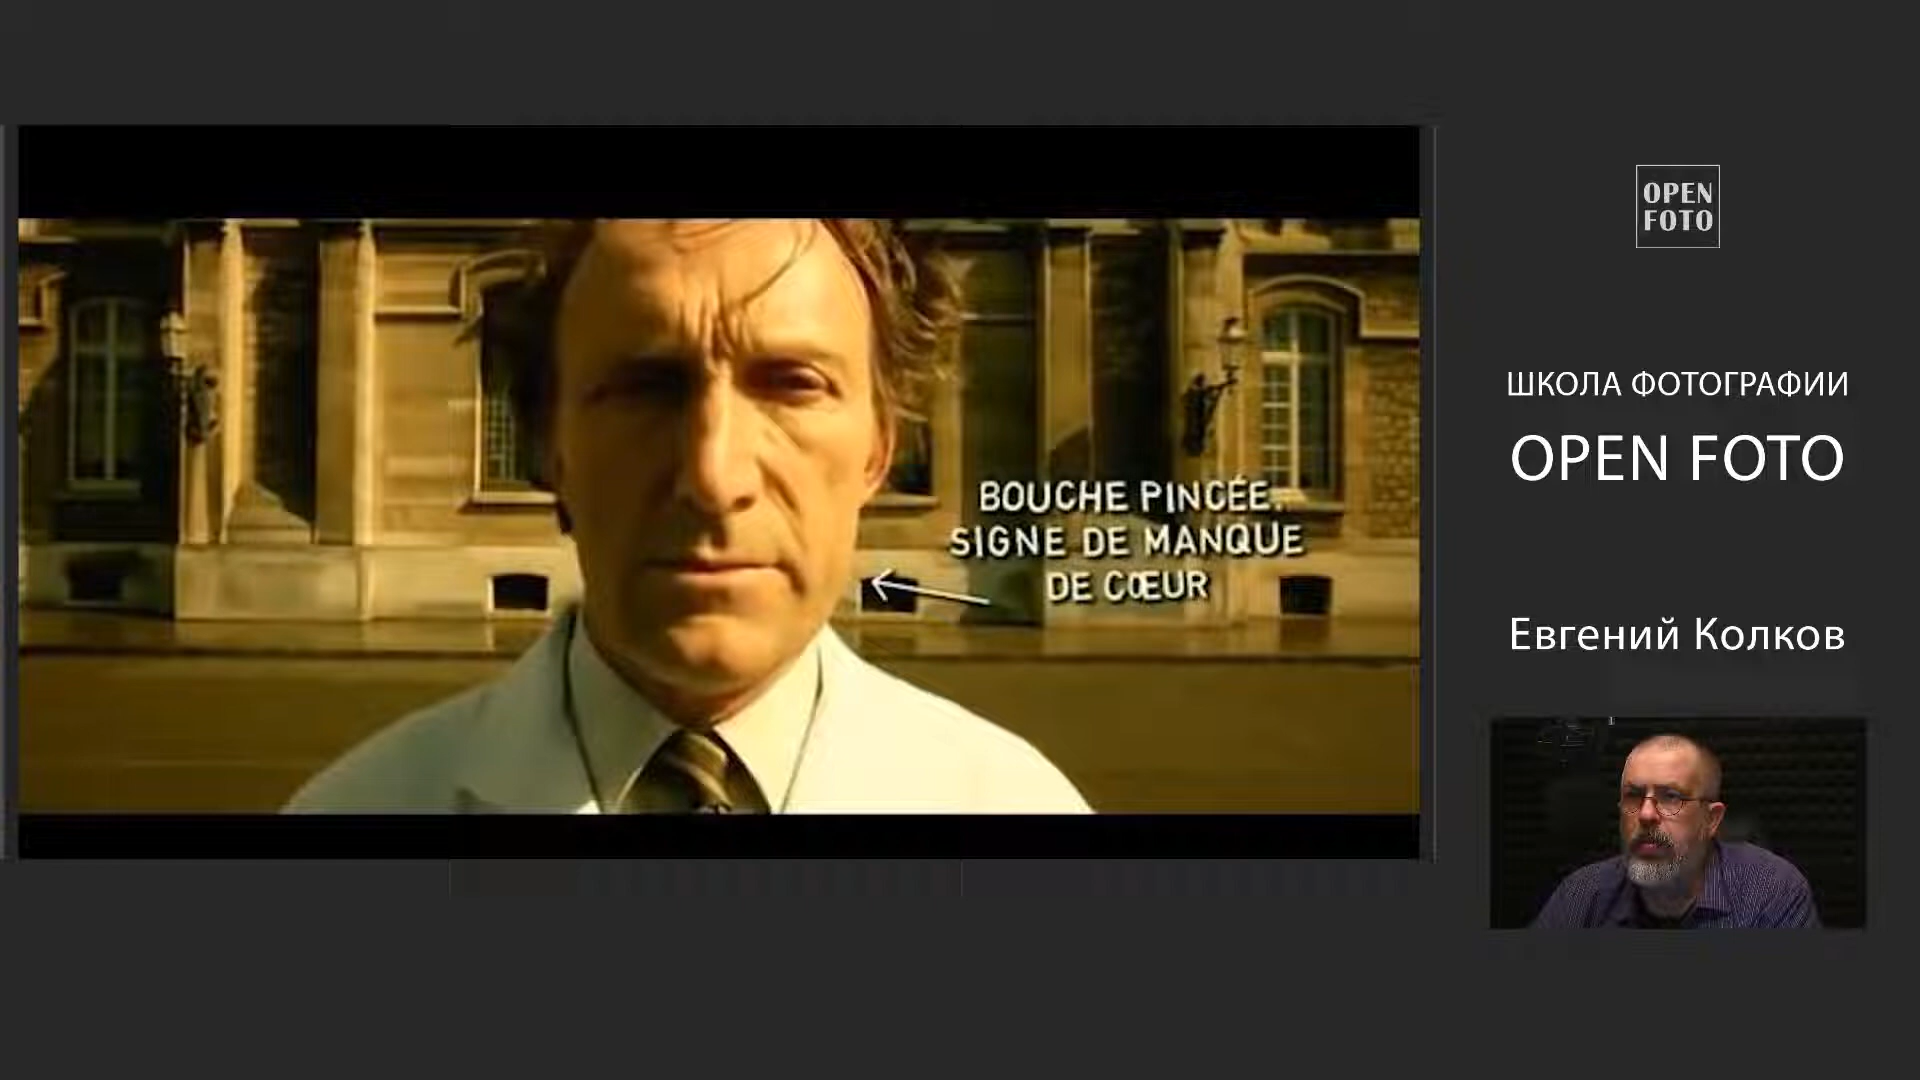 BOUCHE PINCÉE.
SIGNE DE MANQUE
DE CŒUR
OPEN
FOTO
ШКОЛА ФОТОГРАФИИ
OPEN FOTO
Евгений Колков